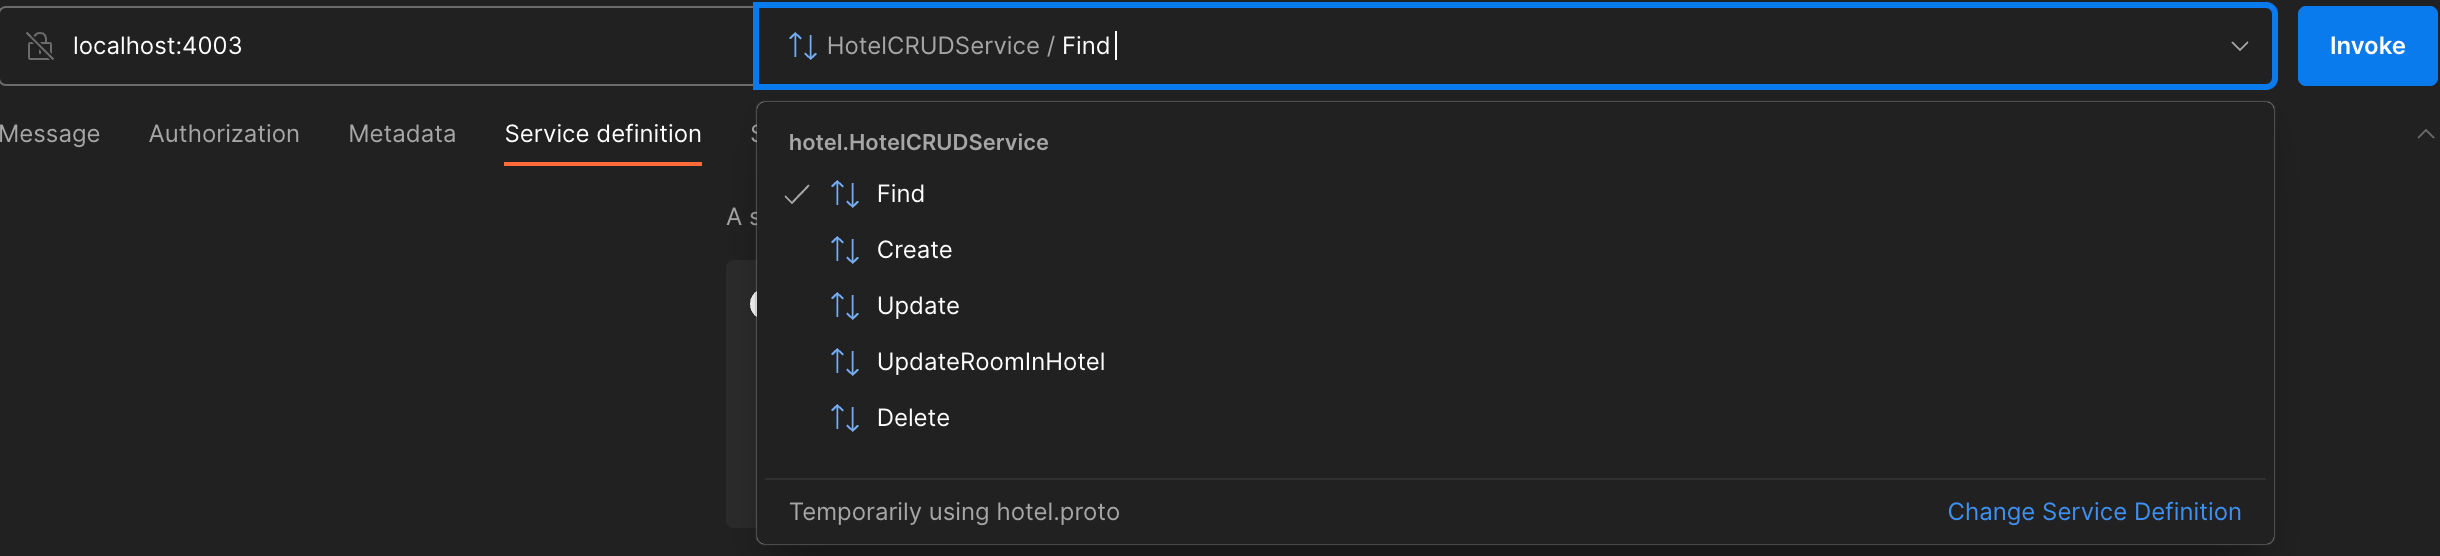 localhost:4003
HotelCRUDService / Find
Invoke
Message
Authorization
Metadata
Service definition
hotel.HotelCRUDService
Find
Create
Update
UpdateRoomInHotel
Delete
Temporarily using hotel.proto
Change Service Definition